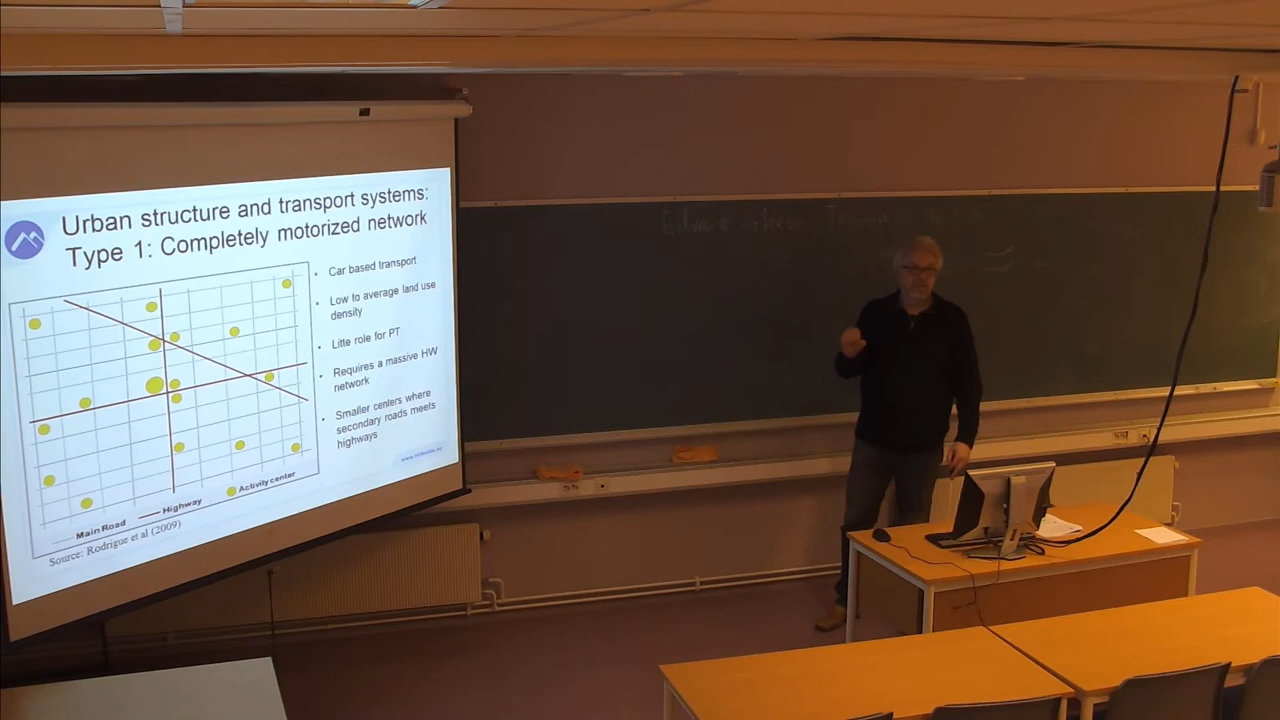 Urban structure and transport systems:
Type 1: Completely motorized network
• Car based transport
• Low to average land use
density
• Litte role for PT
• Requires a massive HW
network
• Smaller centers where
secondary roads meets
highways
Main Road
Highway
Activity center
Source: Rodrigue et al (2009)